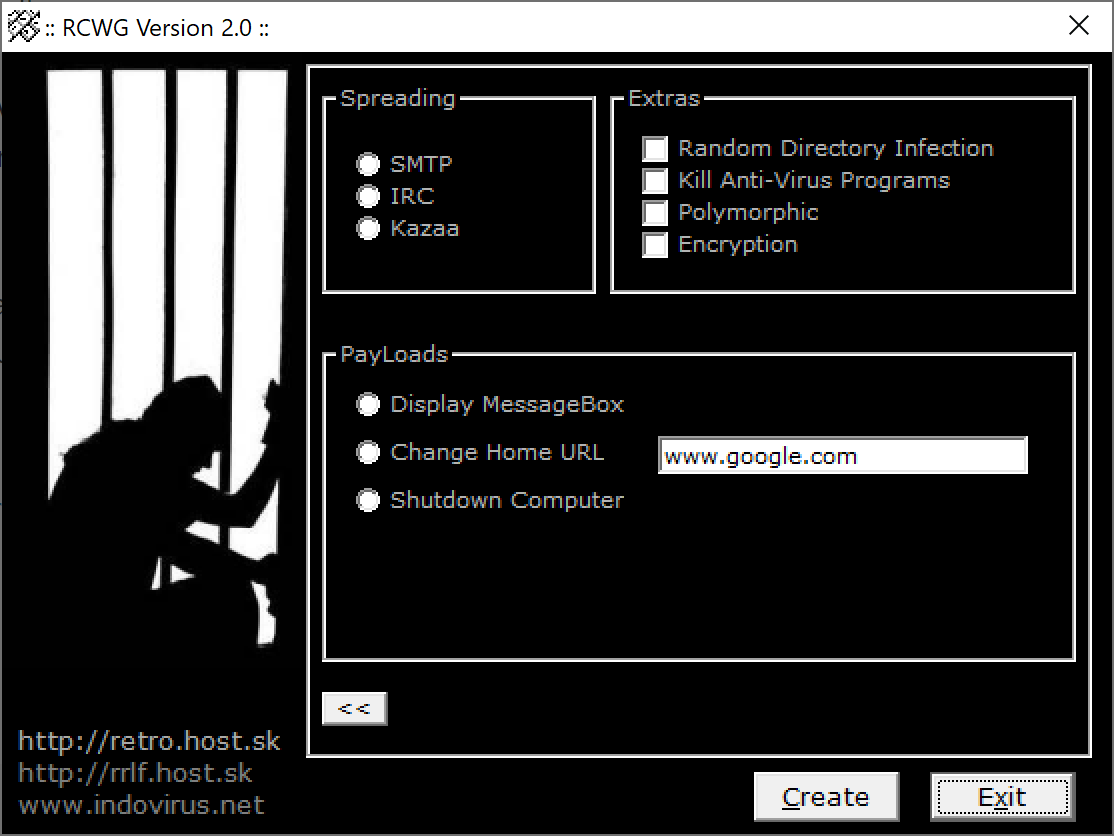 :: RCWG Version 2.0 ::
Spreading
SMTP
IRC
Kazaa
Extras
Random Directory Infection
Kill Anti-Virus Programs
Polymorphic
Encryption
PayLoads
Display MessageBox
Change Home URL
www.google.com
Shutdown Computer
<<
http://retro.host.sk
http://rrlf.host.sk
www.indovirus.net
Create
Exit